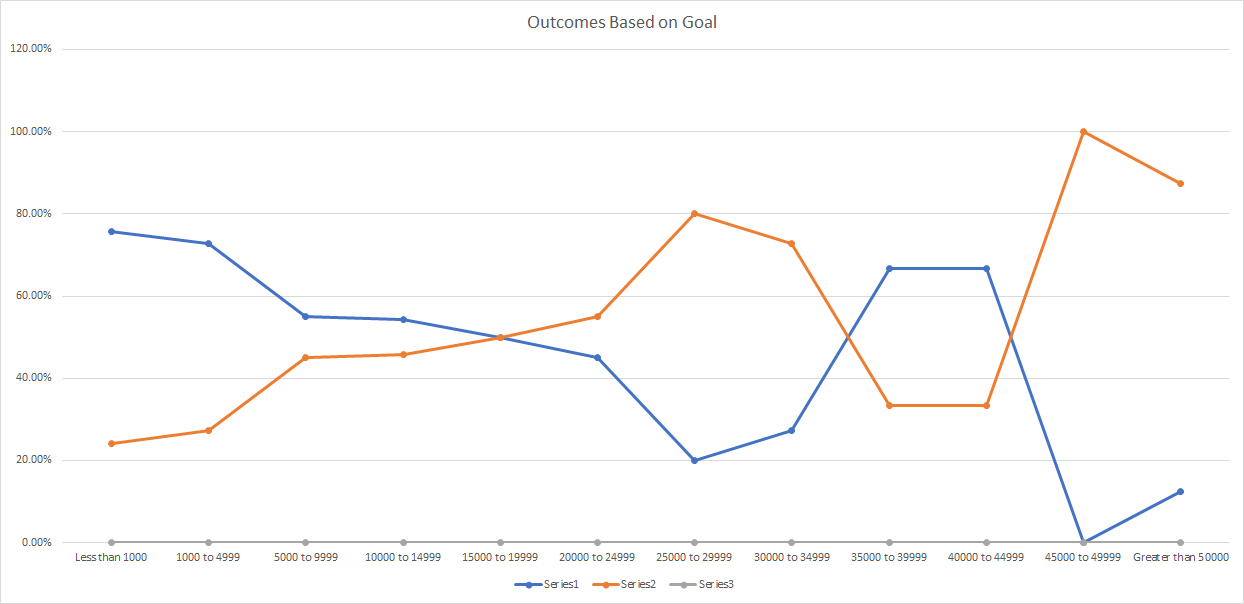 Outcomes Based on Goal
120.00%
100.00%
80.00%
60.00%
40.00%
20.00%
0.00%
Less than 1000 1000 to 4999 5000 to 9999 10000 to 14999 15000 to 19999 20000 to 24999 25000 to 29999 30000 to 34999 35000 to 39999 40000 to 44999 45000 to 49999 Greater than 50000
Series1 Series2 Series3